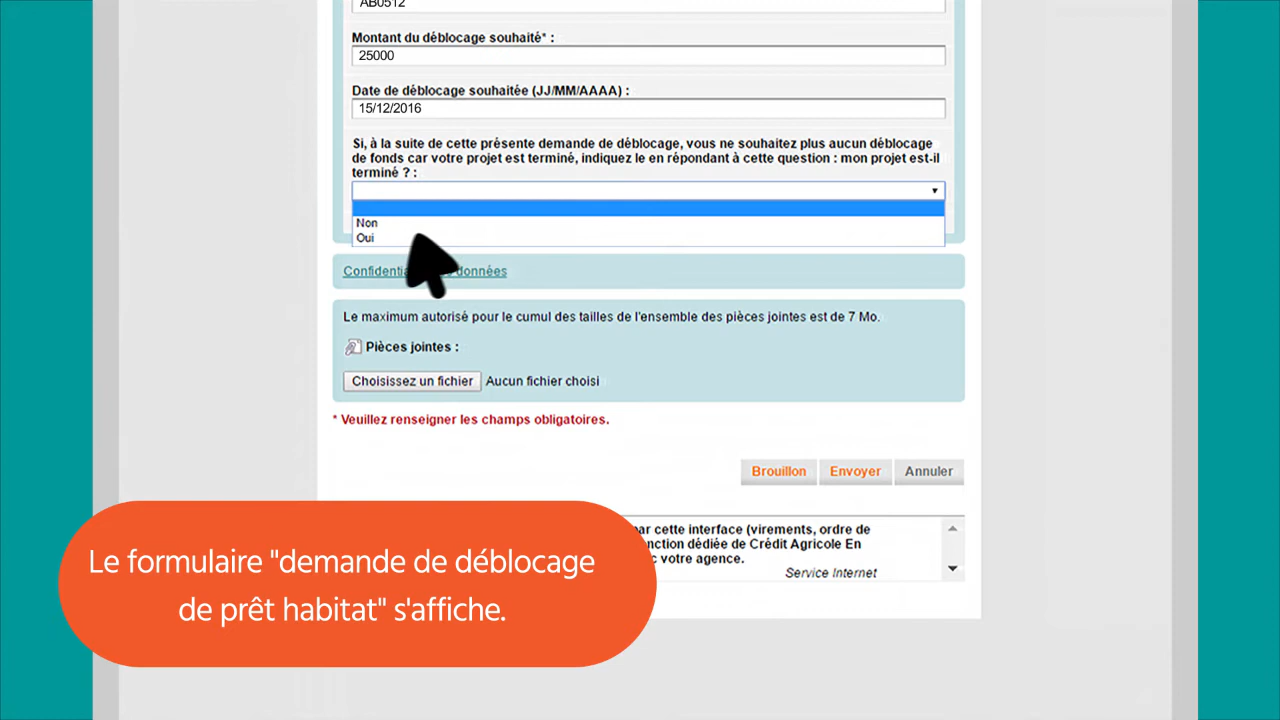 AB0512
Montant du déblocage souhaité* :
25000
Date de déblocage souhaitée (JJ/MM/AAAA) :
15/12/2016
Si, à la suite de cette présente demande de déblocage, vous ne souhaitez plus aucun déblocage
de fonds car votre projet est terminé, indiquez le en répondant à cette question : mon projet est-il
terminé ? :
Non
Oui
données
Le maximum autorisé pour le cumul des tailles de l'ensemble des pièces jointes est de 7 Mo.
Pièces jointes :
Choisissez un fichier Aucun fichier choisi
* Veuillez renseigner les champs obligatoires.
Brouillon Envoyer Annuler
cette interface (virements, ordre de
dédiée de Crédit Agricole En
votre agence.
Service Internet
Le formulaire "demande de déblocage
de prêt habitat" s'affiche.